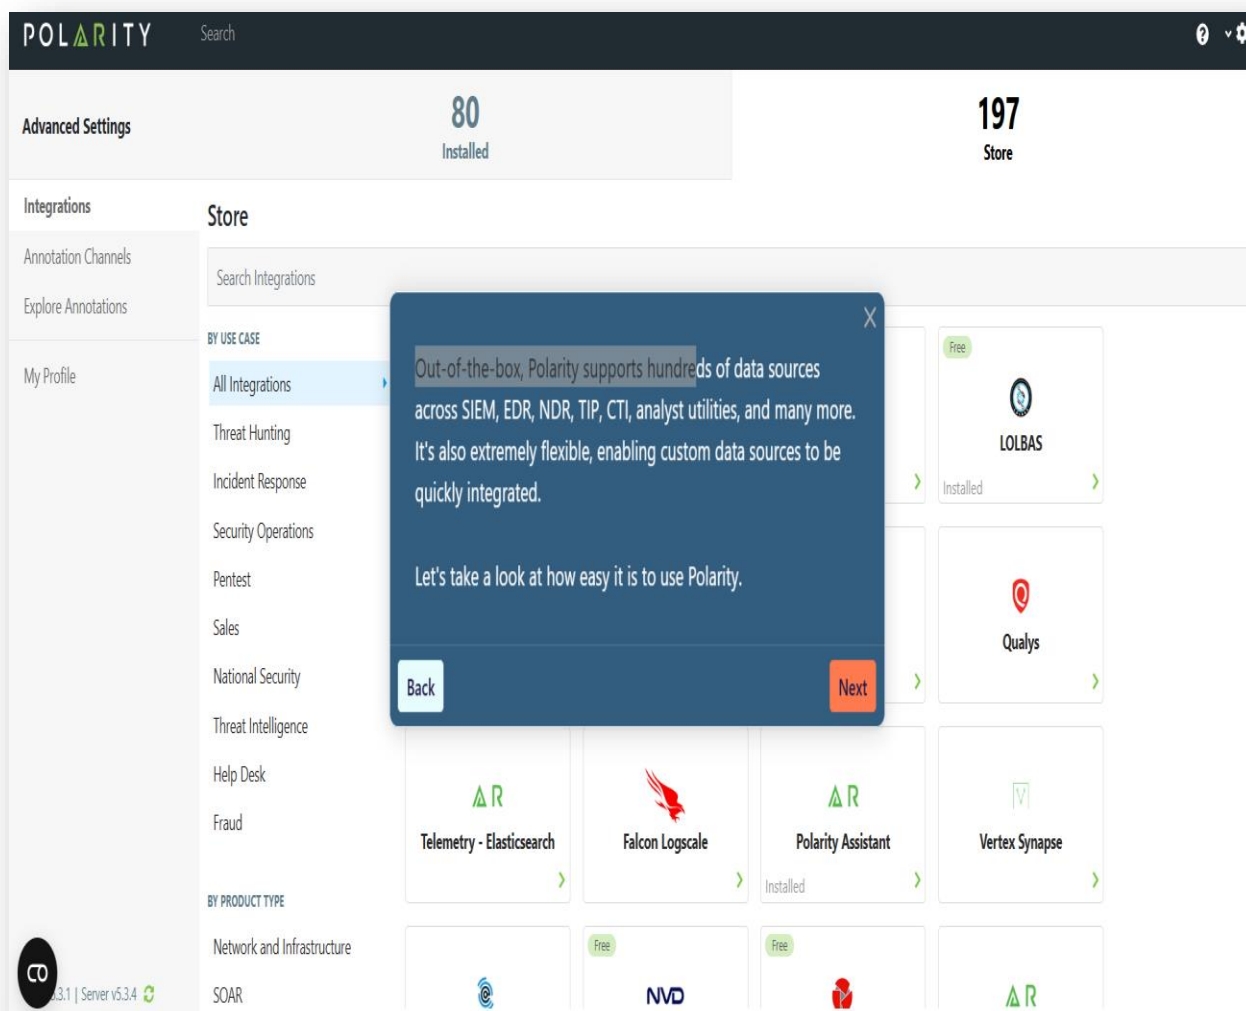 POLARITY
Search
Advanced Settings
80
Installed
197
Store
Integrations
Annotation Channels
Explore Annotations
My Profile
Store
Search Integrations
BY USE CASE
All Integrations
Threat Hunting
Incident Response
Security Operations
Pentest
Sales
National Security
Threat Intelligence
Help Desk
Fraud
BY PRODUCT TYPE
Network and Infrastructure
SOAR
X
Out-of-the-box, Polarity supports hundreds of data sources
across SIEM, EDR, NDR, TIP, CTI, analyst utilities, and many more.
It's also extremely flexible, enabling custom data sources to be
quickly integrated.
Let's take a look at how easy it is to use Polarity.
Back
Next
Free
LOLBAS
Installed
Qualys
AR
Telemetry - Elasticsearch
Falcon Logscale
AR
Polarity Assistant
Installed
V
Vertex Synapse
Free
NVD
Free
AR
.3.1 | Server v5.3.4